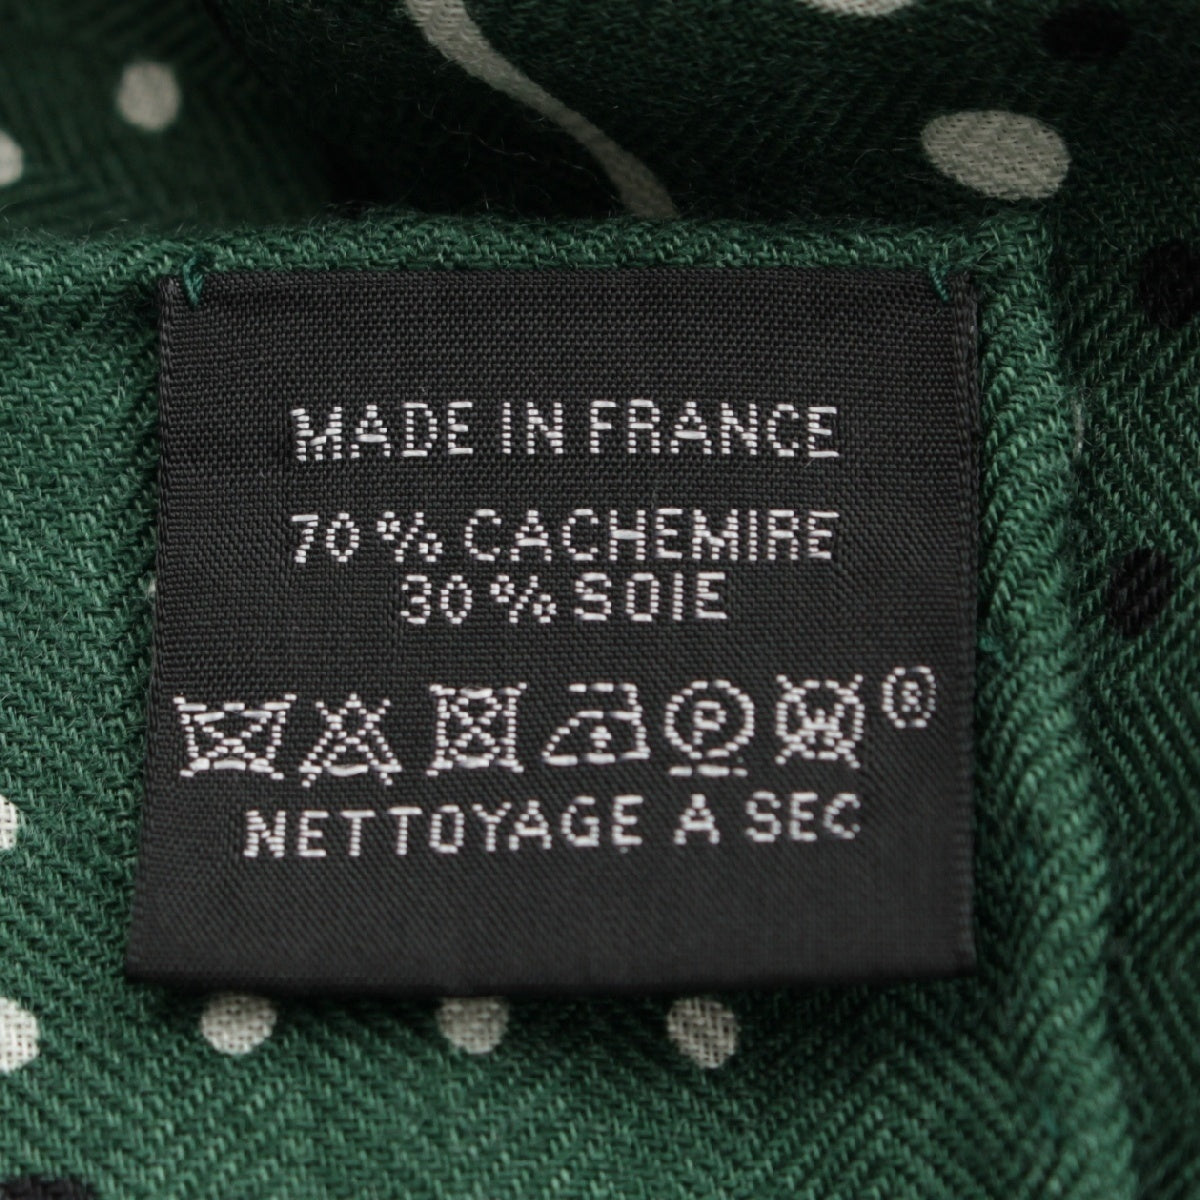 MADE IN FRANCE
70 % CACHEMIRE
30 % SOIE
P W ®
NETTOYAGE A SEC